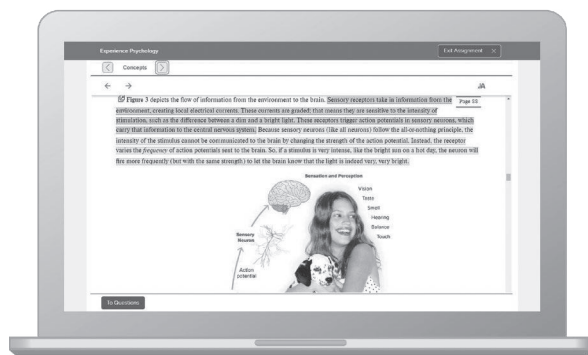 Experience Psychology
Exit Assignment
Concepts
Figure 3 depicts the flow of information from the environment to the brain. Sensory receptors take in information from the
Page 88
environment, creating local electrical currents. These currents are graded; that means they are sensitive to the intensity of
stimulation, such as the difference between a dim and a bright light. These receptors trigger action potentials in sensory neurons, which
carry that information to the central nervous system. Because sensory neurons (like all neurons) follow the all-or-nothing principle, the
intensity of the stimulus cannot be communicated to the brain by changing the strength of the action potential. Instead, the receptor
varies the frequency of action potentials sent to the brain. So, if a stimulus is very intense, like the bright sun on a hot day, the neuron will
fire more frequently (but with the same strength) to let the brain know that the light is indeed very, very bright.
Sensation and Perception
Vision
Taste
Smell
Hearing
Balance
Touch
Sensory
Neurons
Action
potential
To Questions